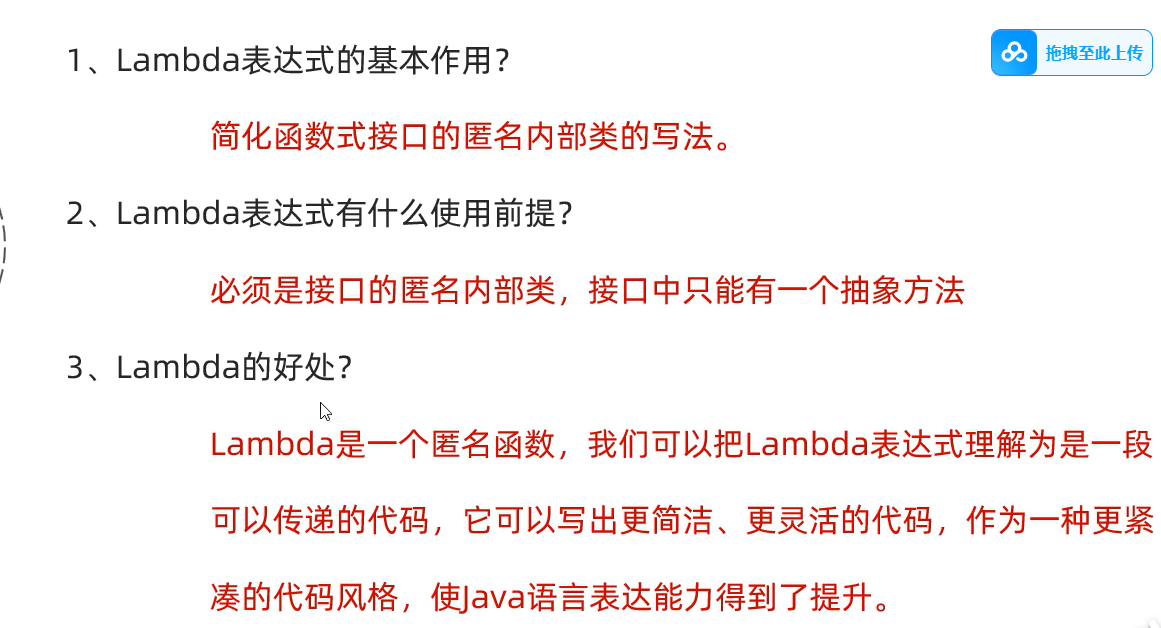 1、Lambda表达式的基本作用？
拖拽至此上传
简化函数式接口的匿名内部类的写法。
2、Lambda表达式有什么使用前提？
必须是接口的匿名内部类，接口中只能有一个抽象方法
3、Lambda的好处？
Lambda是一个匿名函数，我们可以把Lambda表达式理解为是一段
可以传递的代码，它可以写出更简洁、更灵活的代码，作为一种更紧
凑的代码风格，使Java语言表达能力得到了提升。